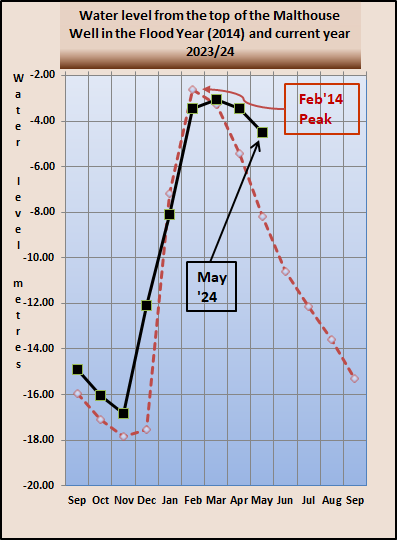 Water level from the top of the Malthouse
Well in the Flood Year (2014) and current year
2023/24
Water level metres
-2.00
-4.00
-6.00
-8.00
-10.00
-12.00
-14.00
-16.00
-18.00
-20.00
Feb'14
Peak
May
'24
Sep Oct Nov Dec Jan Feb Mar Apr May Jun Jul Aug Sep